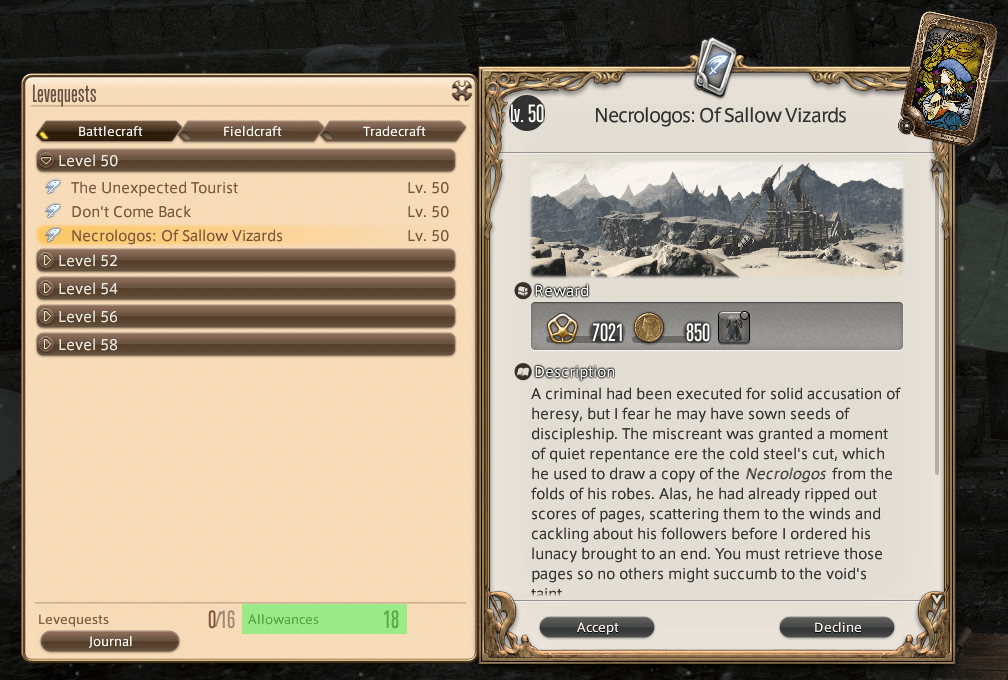 Levequests
Battlecraft
Fieldcraft
Tradecraft
Level 50
The Unexpected Tourist Lv. 50
Don't Come Back Lv. 50
Necrologos: Of Sallow Vizards Lv. 50
Level 52
Level 54
Level 56
Level 58
Levequests 0/16 Allowances 18
Journal
Lv. 50 Necrologos: Of Sallow Vizards
Reward
7021 850
Description
A criminal had been executed for solid accusation of
heresy, but I fear he may have sown seeds of
discipleship. The miscreant was granted a moment
of quiet repentance ere the cold steel's cut, which
he used to draw a copy of the Necrologos from the
folds of his robes. Alas, he had already ripped out
scores of pages, scattering them to the winds and
cackling about his followers before I ordered his
lunacy brought to an end. You must retrieve those
pages so no others might succumb to the void's
taint.
Accept
Decline